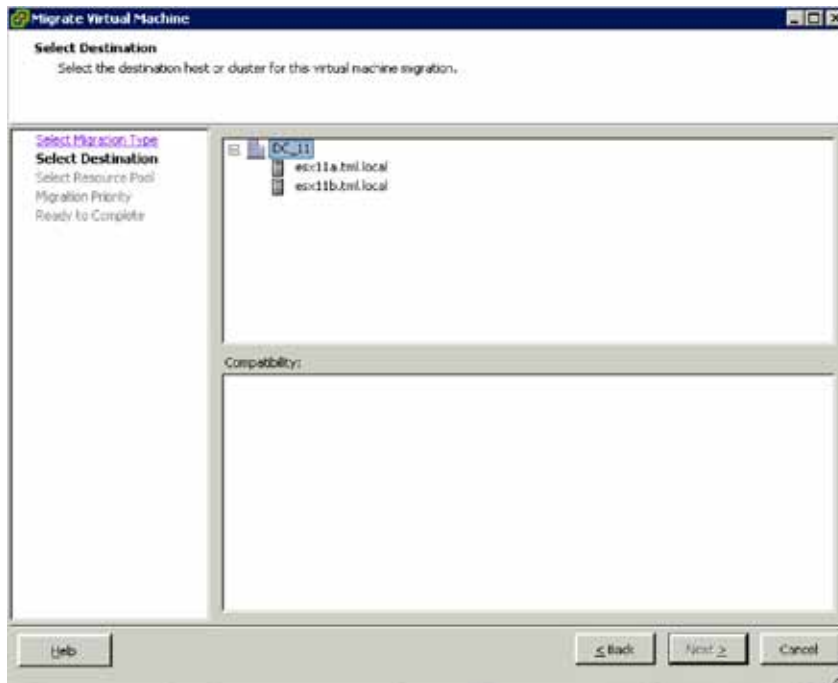 Migrate Virtual Machine
Select Destination
Select the destination host or cluster for this virtual machine migration.
Select Migration Type
Select Destination
Select Resource Pool
Migration Priority
Ready to Complete
DC_11
esx11a.tml.local
esx11b.tml.local
Compatibility:
Help
< Back
Next >
Cancel